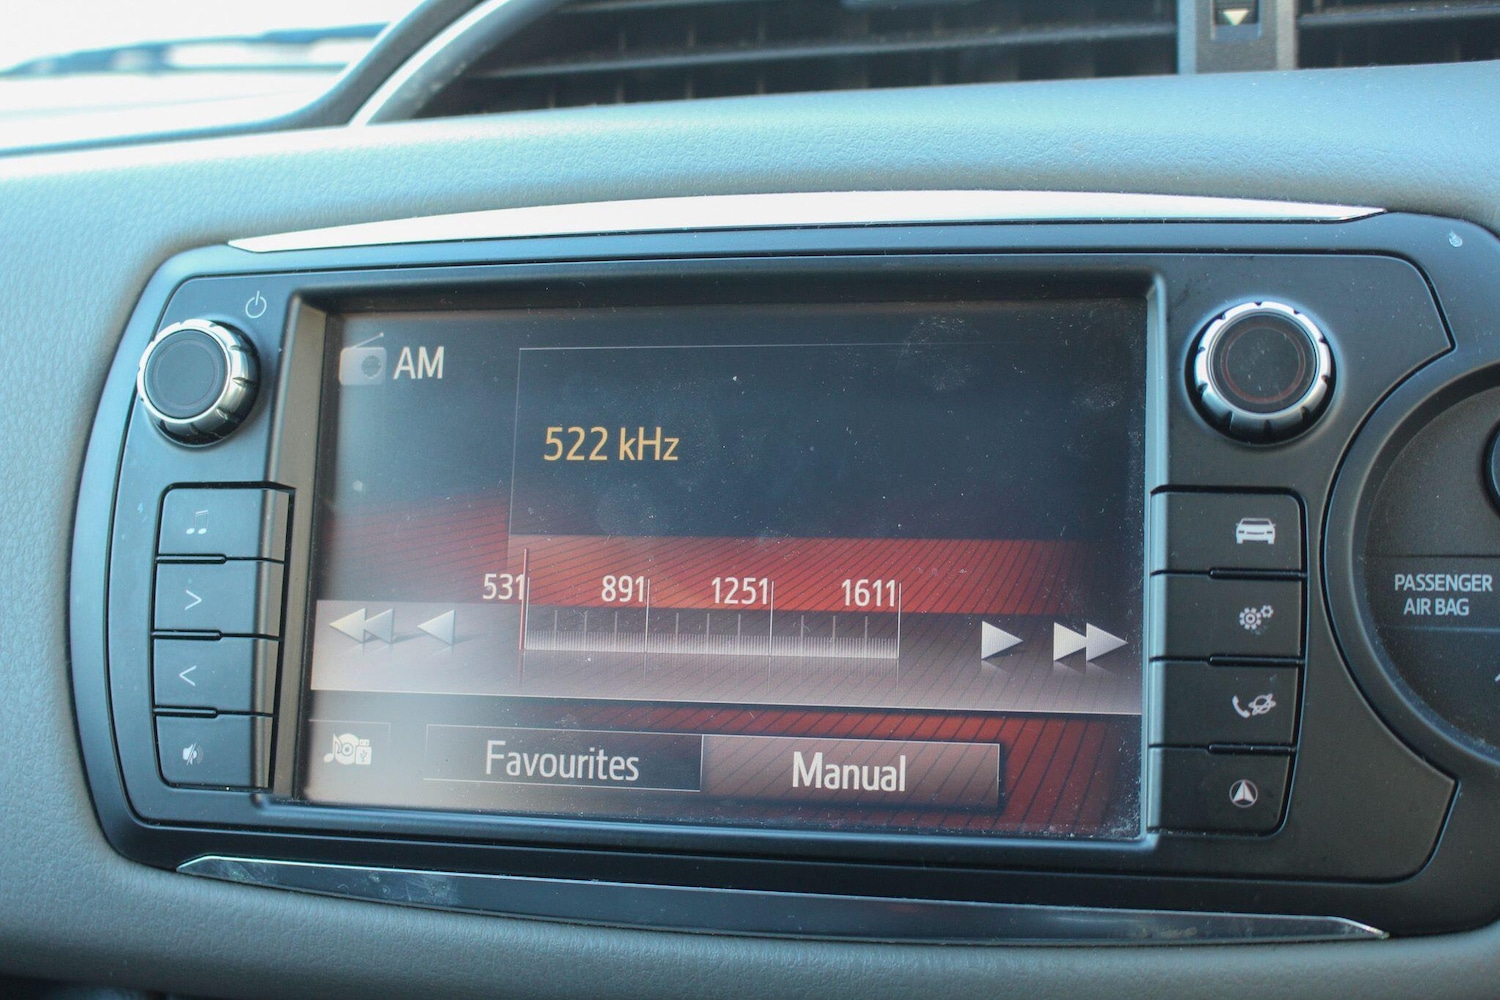 AM
522 kHz
531 891 1251 1611
Favourites Manual
PASSENGER
AIR BAG